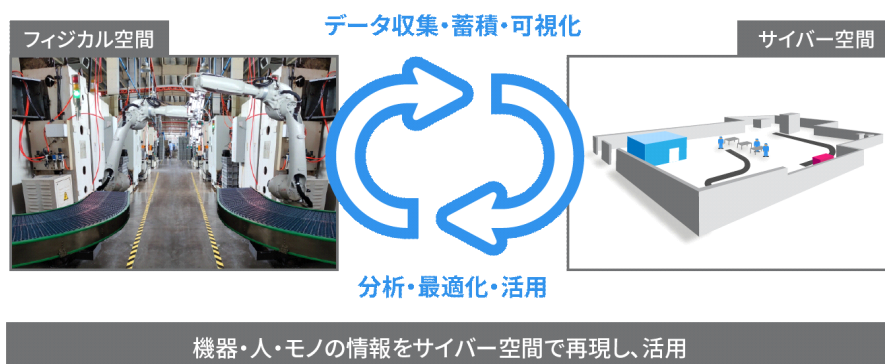 データ収集・蓄積・可視化
フィジカル空間
サイバー空間
分析・最適化・活用
機器・人・モノの情報をサイバー空間で再現し、活用